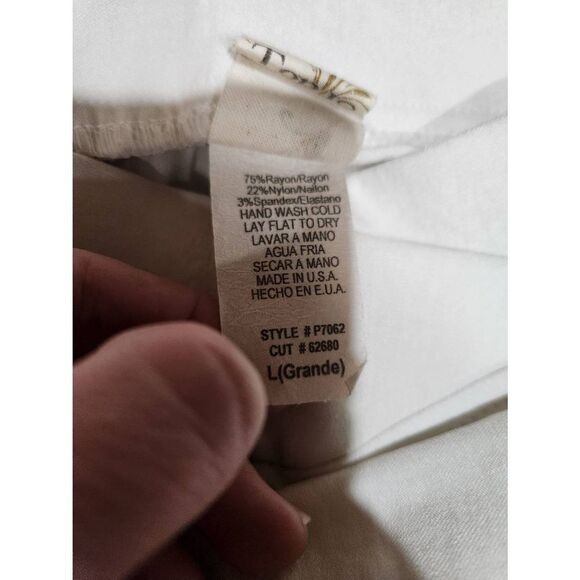 75%Rayon/Rayon
22%Nylon/Nailon
3%Spandex/Elastano
HAND WASH COLD
LAY FLAT TO DRY
LAVAR A MANO
AGUA FRIA
SECAR A MANO
MADE IN U.S.A.
HECHO EN E.U.A.
STYLE # P7062
CUT # 62680
L(Grande)